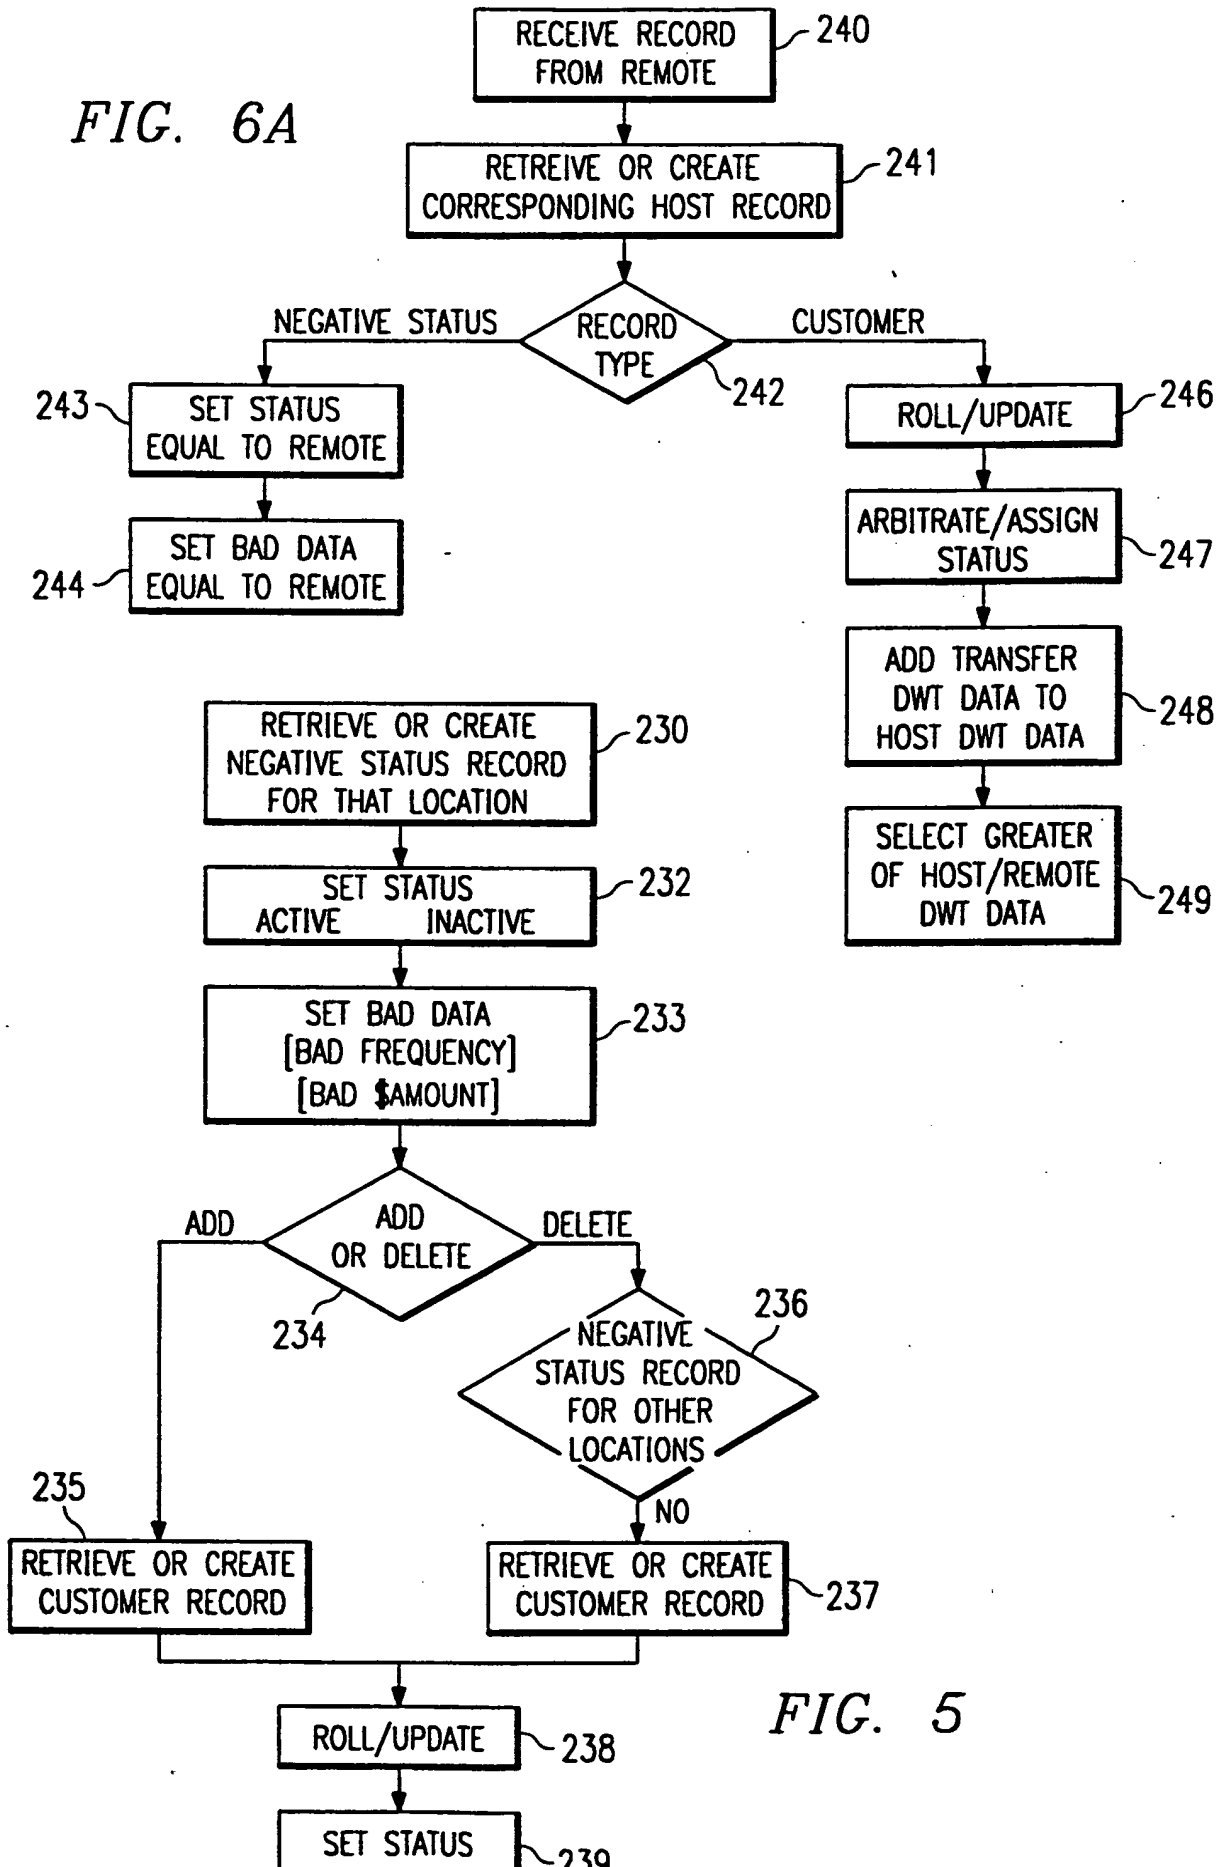 RECEIVE RECORD
FROM REMOTE
240
FIG. 6A
RETREIVE OR CREATE
CORRESPONDING HOST RECORD
241
NEGATIVE STATUS
RECORD
TYPE
CUSTOMER
242
243
SET STATUS
EQUAL TO REMOTE
ROLL/UPDATE
246
244
SET BAD DATA
EQUAL TO REMOTE
ARBITRATE/ASSIGN
STATUS
247
ADD TRANSFER
DWT DATA TO
HOST DWT DATA
248
SELECT GREATER
OF HOST/REMOTE
DWT DATA
249
RETRIEVE OR CREATE
NEGATIVE STATUS RECORD
FOR THAT LOCATION
230
SET STATUS
ACTIVE INACTIVE
232
SET BAD DATA
[BAD FREQUENCY]
[BAD $AMOUNT]
233
ADD
ADD
OR DELETE
DELETE
234
NEGATIVE
STATUS RECORD
FOR OTHER
LOCATIONS
236
NO
235
RETRIEVE OR CREATE
CUSTOMER RECORD
RETRIEVE OR CREATE
CUSTOMER RECORD
237
ROLL/UPDATE
238
FIG. 5
SET STATUS
239